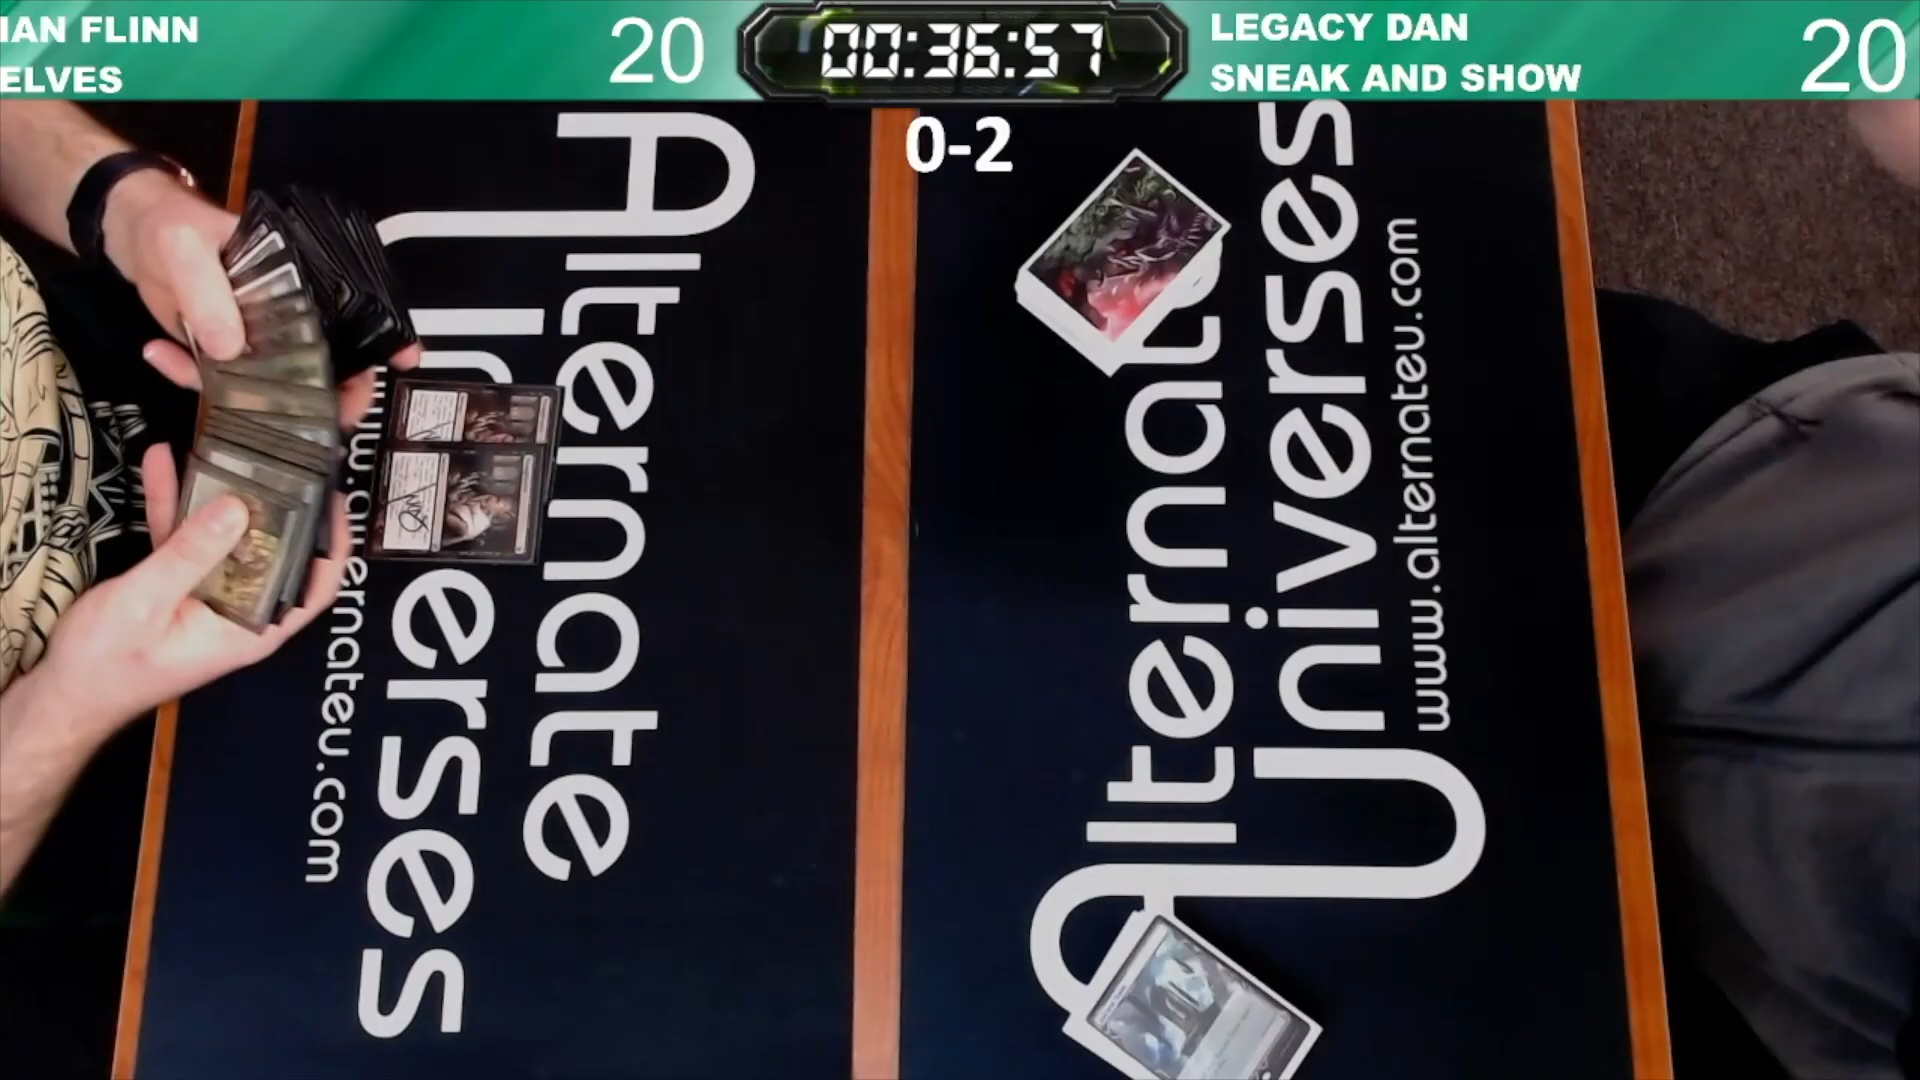 IAN FLINN
ELVES
20
00:36:57
LEGACY DAN
SNEAK AND SHOW
20
0-2
Alternate
erses
www.alternateu.com
Alternate
Universes
www.alternateu.com